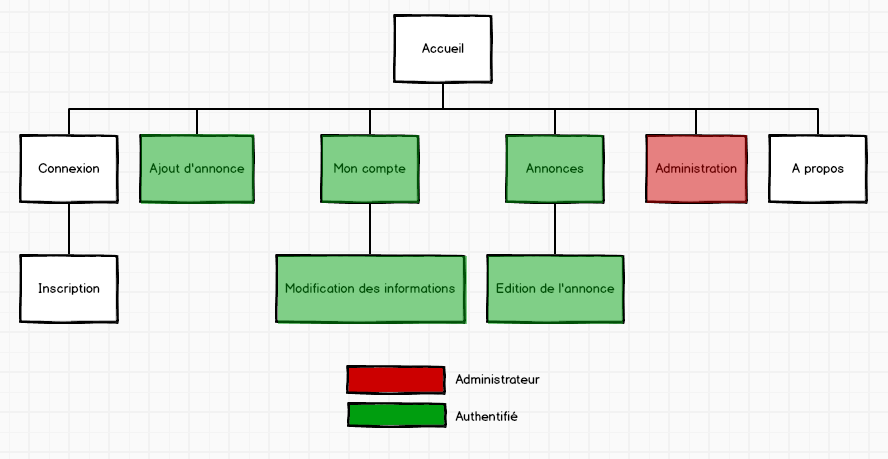 Accueil
Connexion
Ajout d'annonce
Mon compte
Annonces
Administration
A propos
Inscription
Modification des informations
Edition de l'annonce
Administrateur
Authentifié